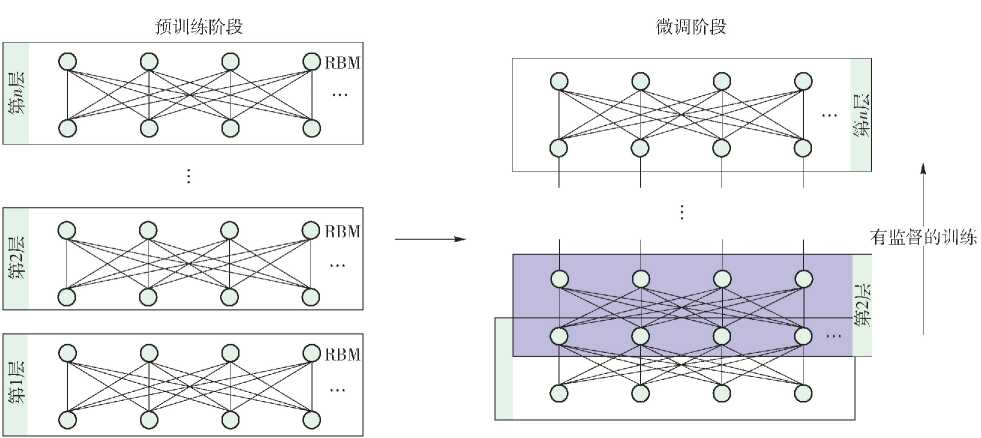 预训练阶段
第n层
RBM
…
⋮
第2层
RBM
…
第1层
RBM
…
微调阶段
第n层
…
⋮
第2层
…
有监督的训练